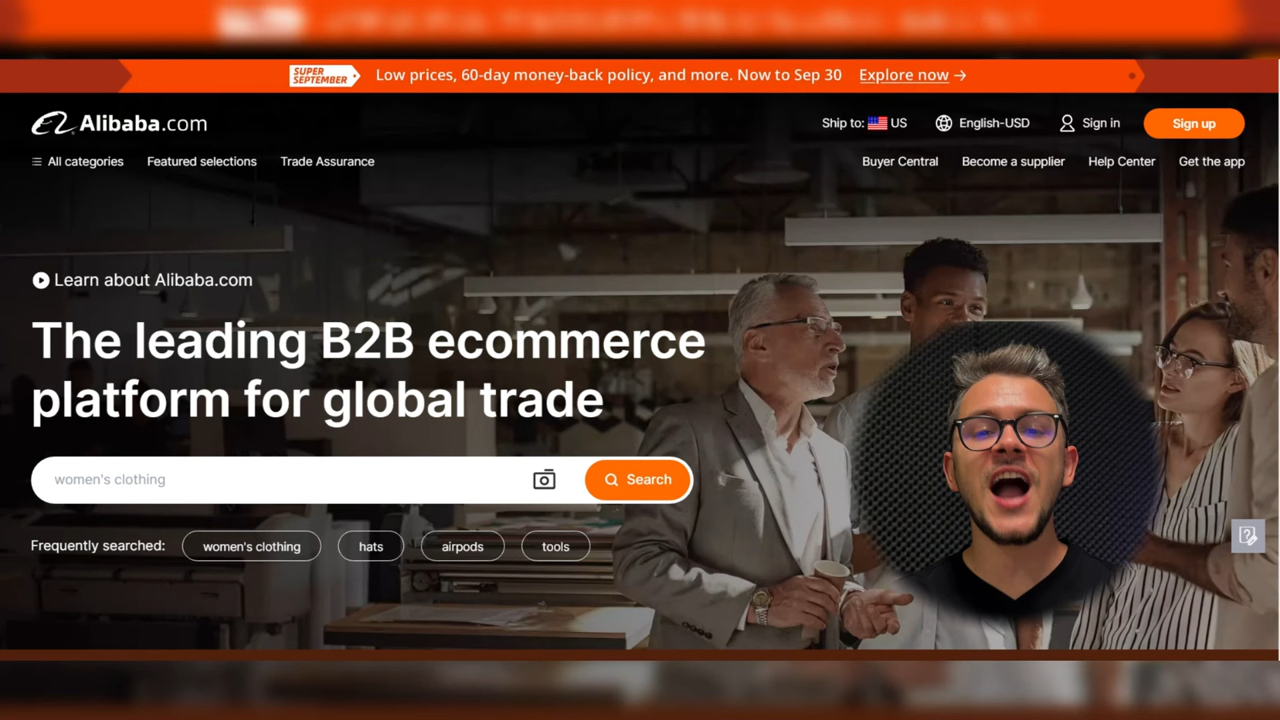 SUPER
SEPTEMBER
Low prices, 60-day money-back policy, and more. Now to Sep 30 Explore now →
Alibaba.com
Ship to: US English-USD Sign in Sign up
All categories Featured selections Trade Assurance
Buyer Central Become a supplier Help Center Get the app
Learn about Alibaba.com
The leading B2B ecommerce
platform for global trade
women's clothing
Search
Frequently searched: women's clothing hats airpods tools